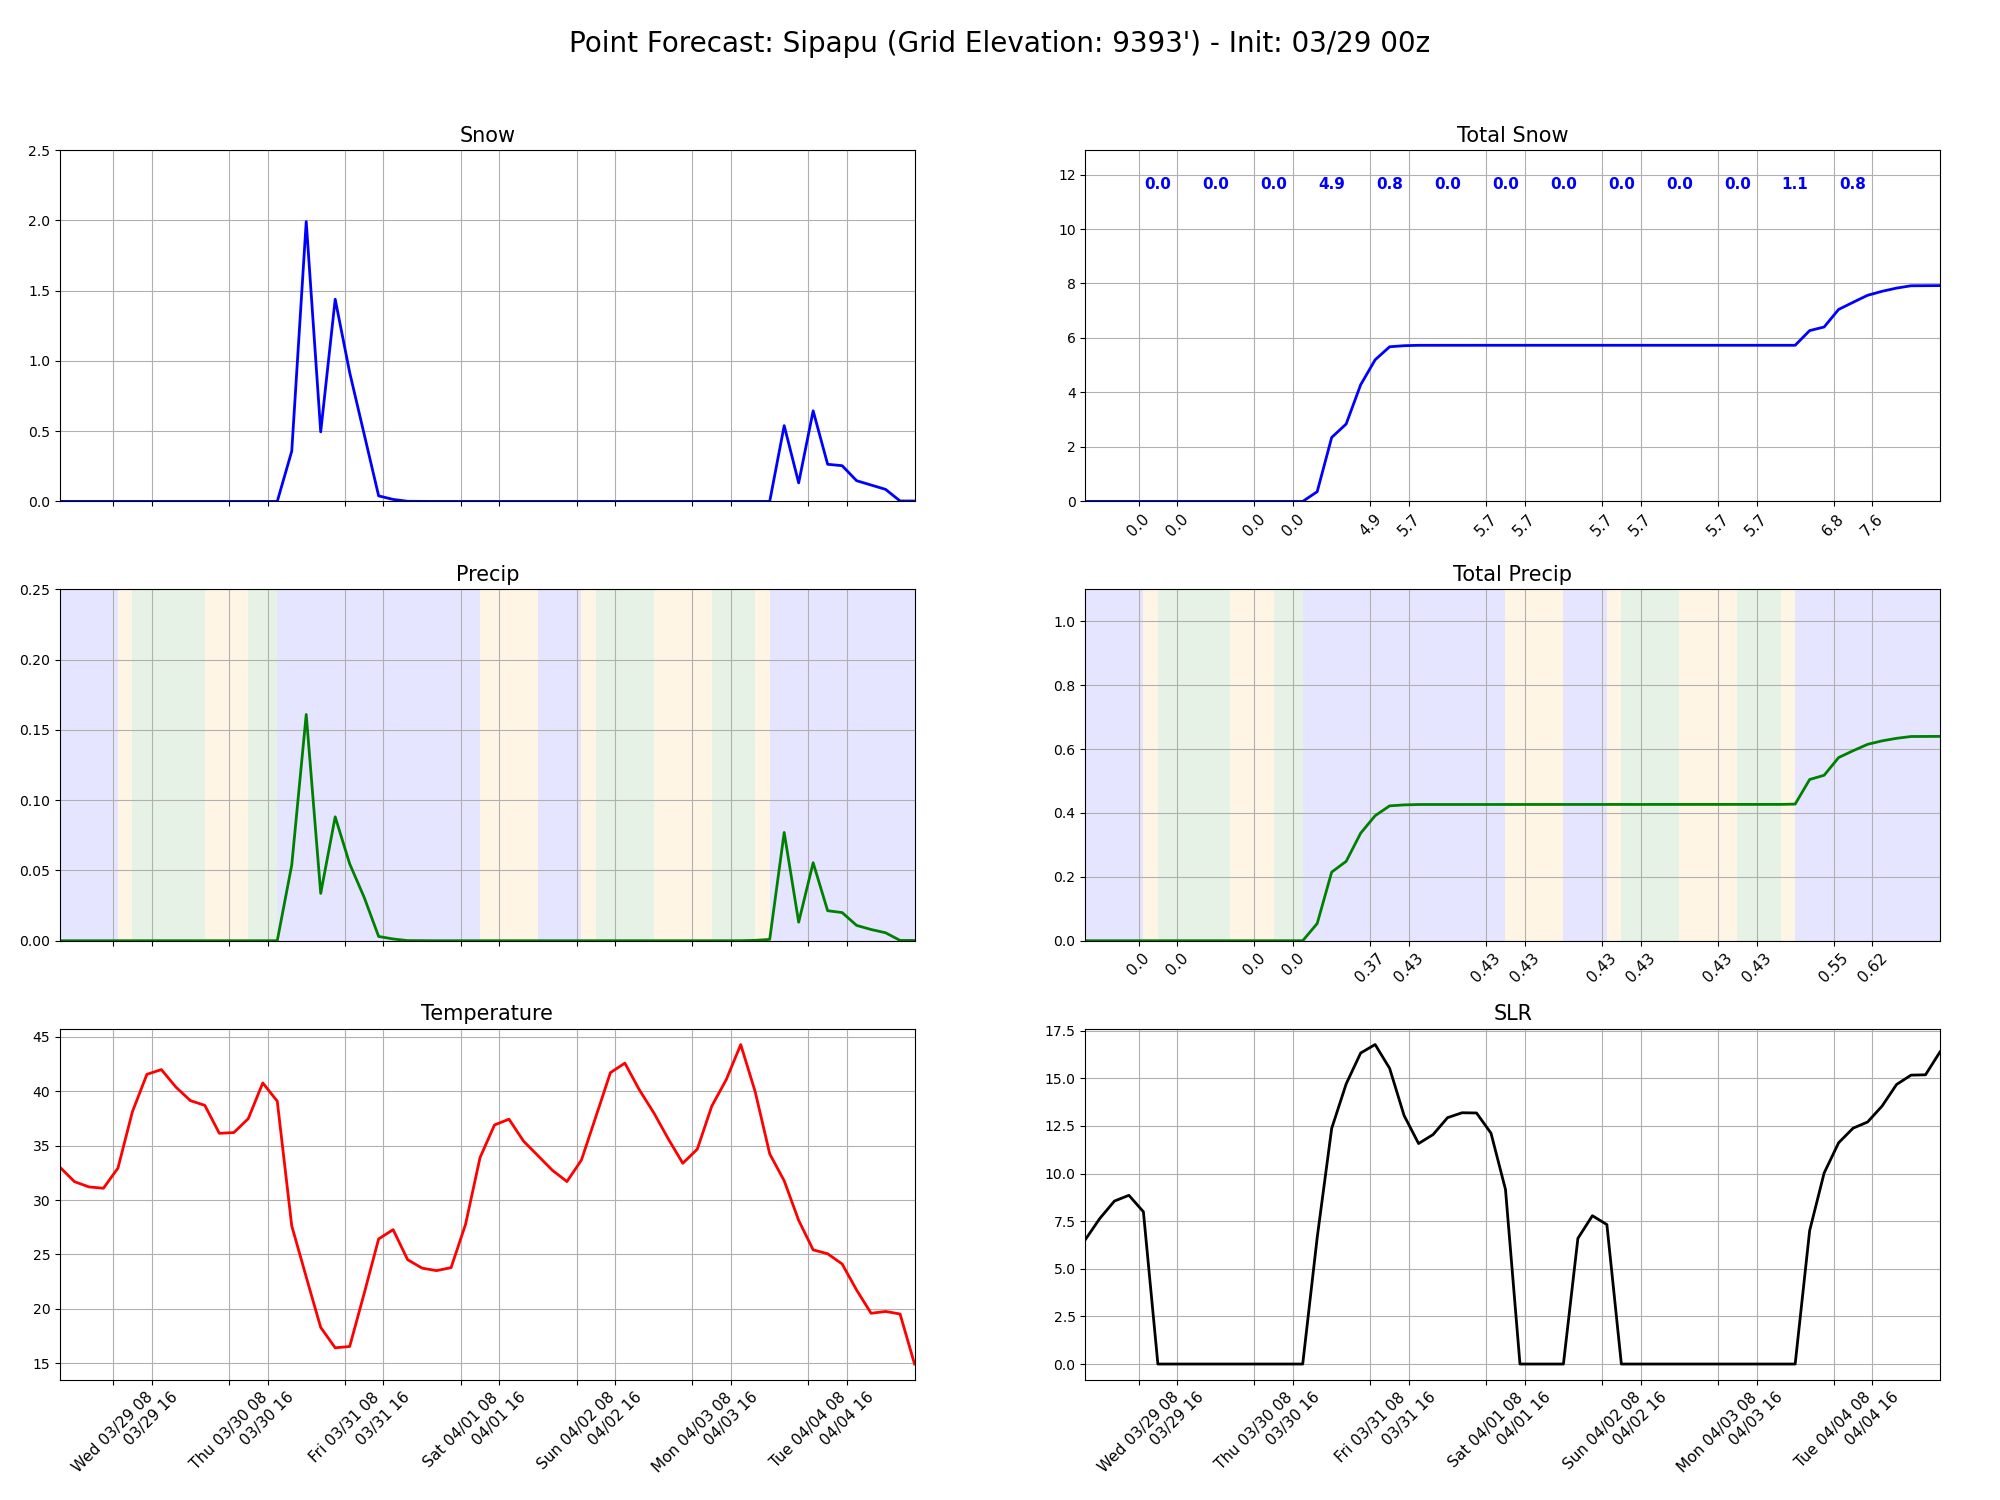 Point Forecast: Sipapu (Grid Elevation: 9393') - Init: 03/29 00z
Snow
2.5
2.0
1.5
1.0
0.5
0.0
Total Snow
12
10
8
6
4
2
0
0.0 0.0 0.0 4.9 0.8 0.0 0.0 0.0 0.0 0.0 0.0 1.1 0.8
0.0 0.0 0.0 0.0 4.9 5.7 5.7 5.7 5.7 5.7 5.7 5.7 6.8 7.6
Precip
0.25
0.20
0.15
0.10
0.05
0.00
Total Precip
1.0
0.8
0.6
0.4
0.2
0.0
0.0 0.0 0.0 0.0 0.37 0.43 0.43 0.43 0.43 0.43 0.43 0.43 0.55 0.62
Temperature
45
40
35
30
25
20
15
Wed 03/29 08
03/29 16
Thu 03/30 08
03/30 16
Fri 03/31 08
03/31 16
Sat 04/01 08
04/01 16
Sun 04/02 08
04/02 16
Mon 04/03 08
04/03 16
Tue 04/04 08
04/04 16
SLR
17.5
15.0
12.5
10.0
7.5
5.0
2.5
0.0
Wed 03/29 08
03/29 16
Thu 03/30 08
03/30 16
Fri 03/31 08
03/31 16
Sat 04/01 08
04/01 16
Sun 04/02 08
04/02 16
Mon 04/03 08
04/03 16
Tue 04/04 08
04/04 16